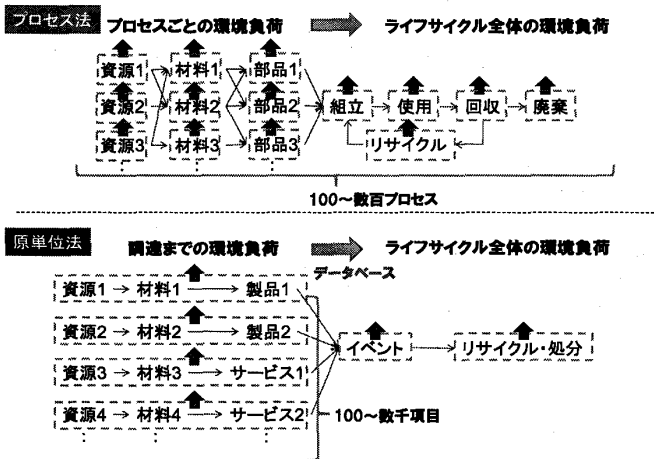 プロセス法
プロセスごとの環境負荷
ライフサイクル全体の環境負荷
資源1 材料1 部品1
資源2 材料2 部品2 組立 使用 回収 廃棄
資源3 材料3 部品3 リサイクル
100～数百プロセス
原単位法
調達までの環境負荷
ライフサイクル全体の環境負荷
データベース
資源1 → 材料1 → 製品1
資源2 → 材料2 → 製品2
イベント → リサイクル・処分
資源3 → 材料3 → サービス1
資源4 → 材料4 → サービス2
100～数千項目